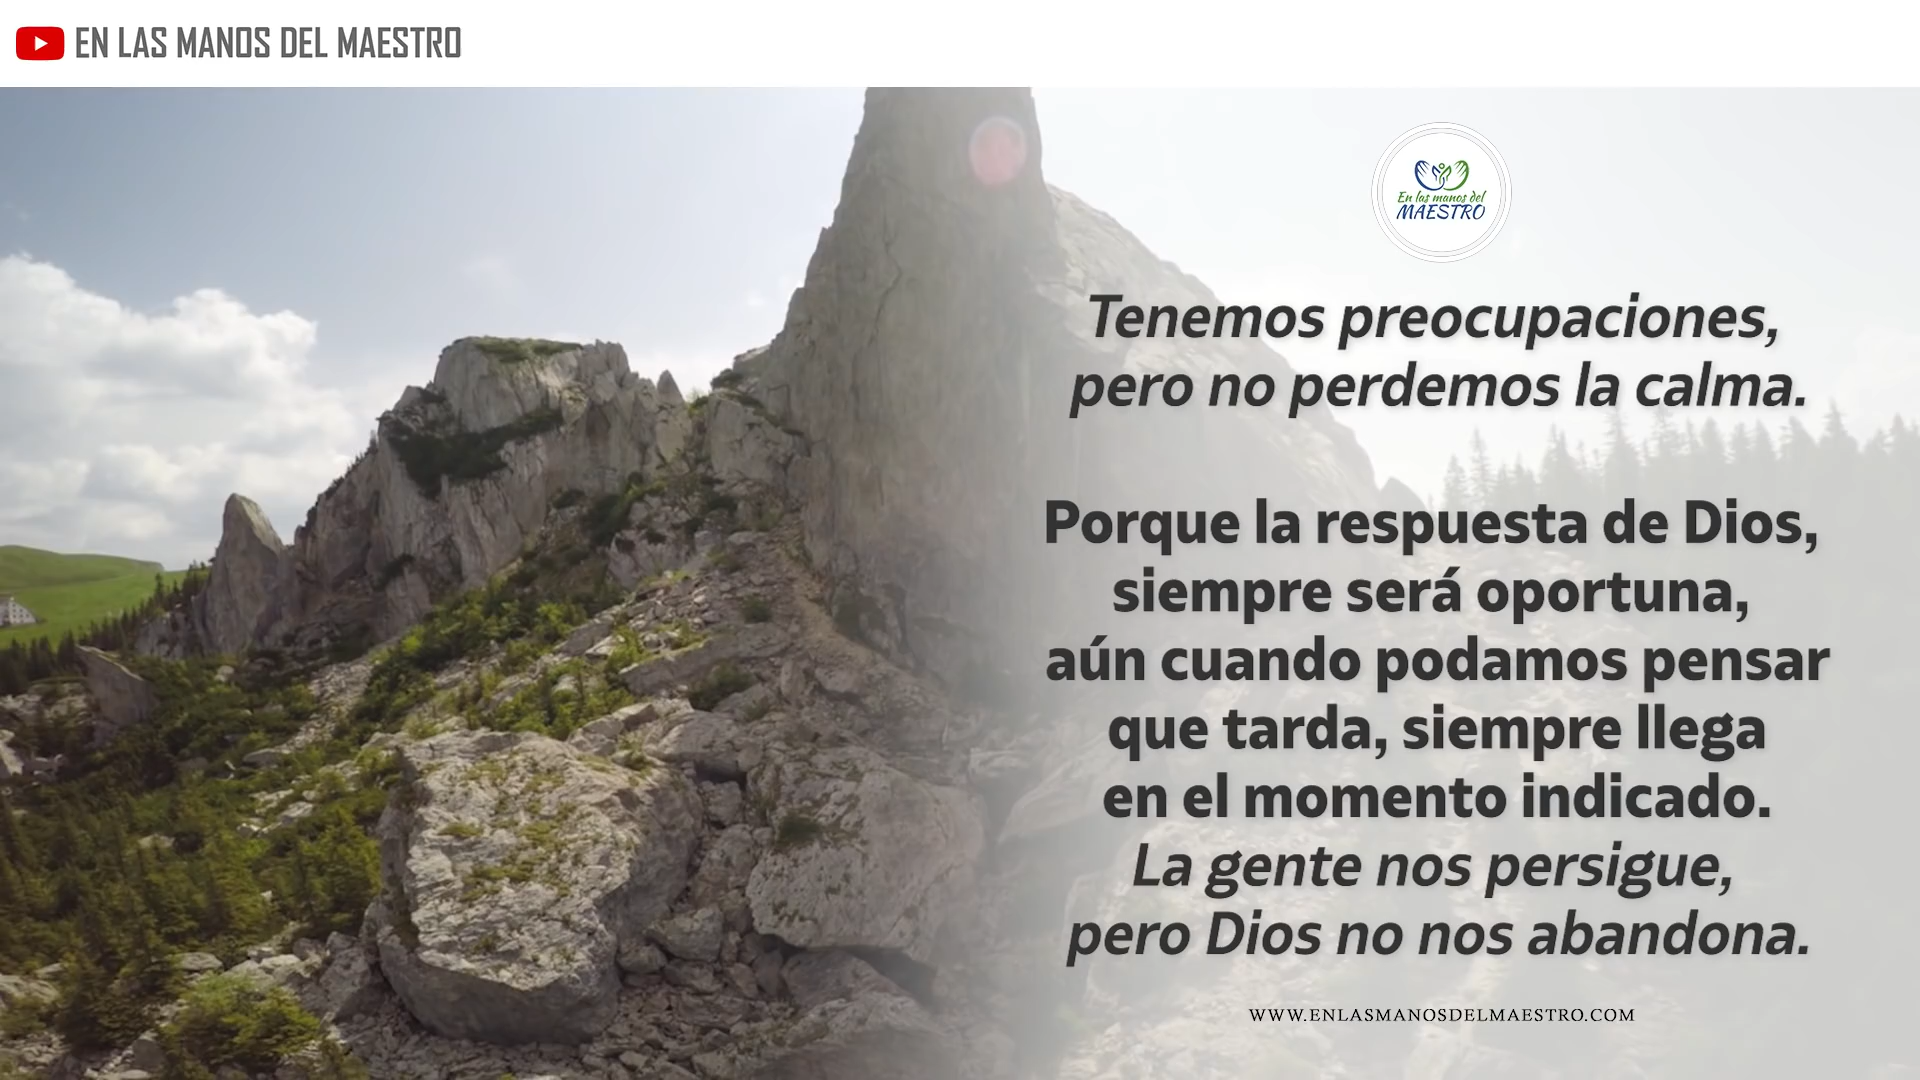 EN LAS MANOS DEL MAESTRO
En las manos del
MAESTRO
Tenemos preocupaciones,
pero no perdemos la calma.
Porque la respuesta de Dios,
siempre será oportuna,
aún cuando podamos pensar
que tarda, siempre llega
en el momento indicado.
La gente nos persigue,
pero Dios no nos abandona.
WWW.ENLASMANOSDELMAESTRO.COM